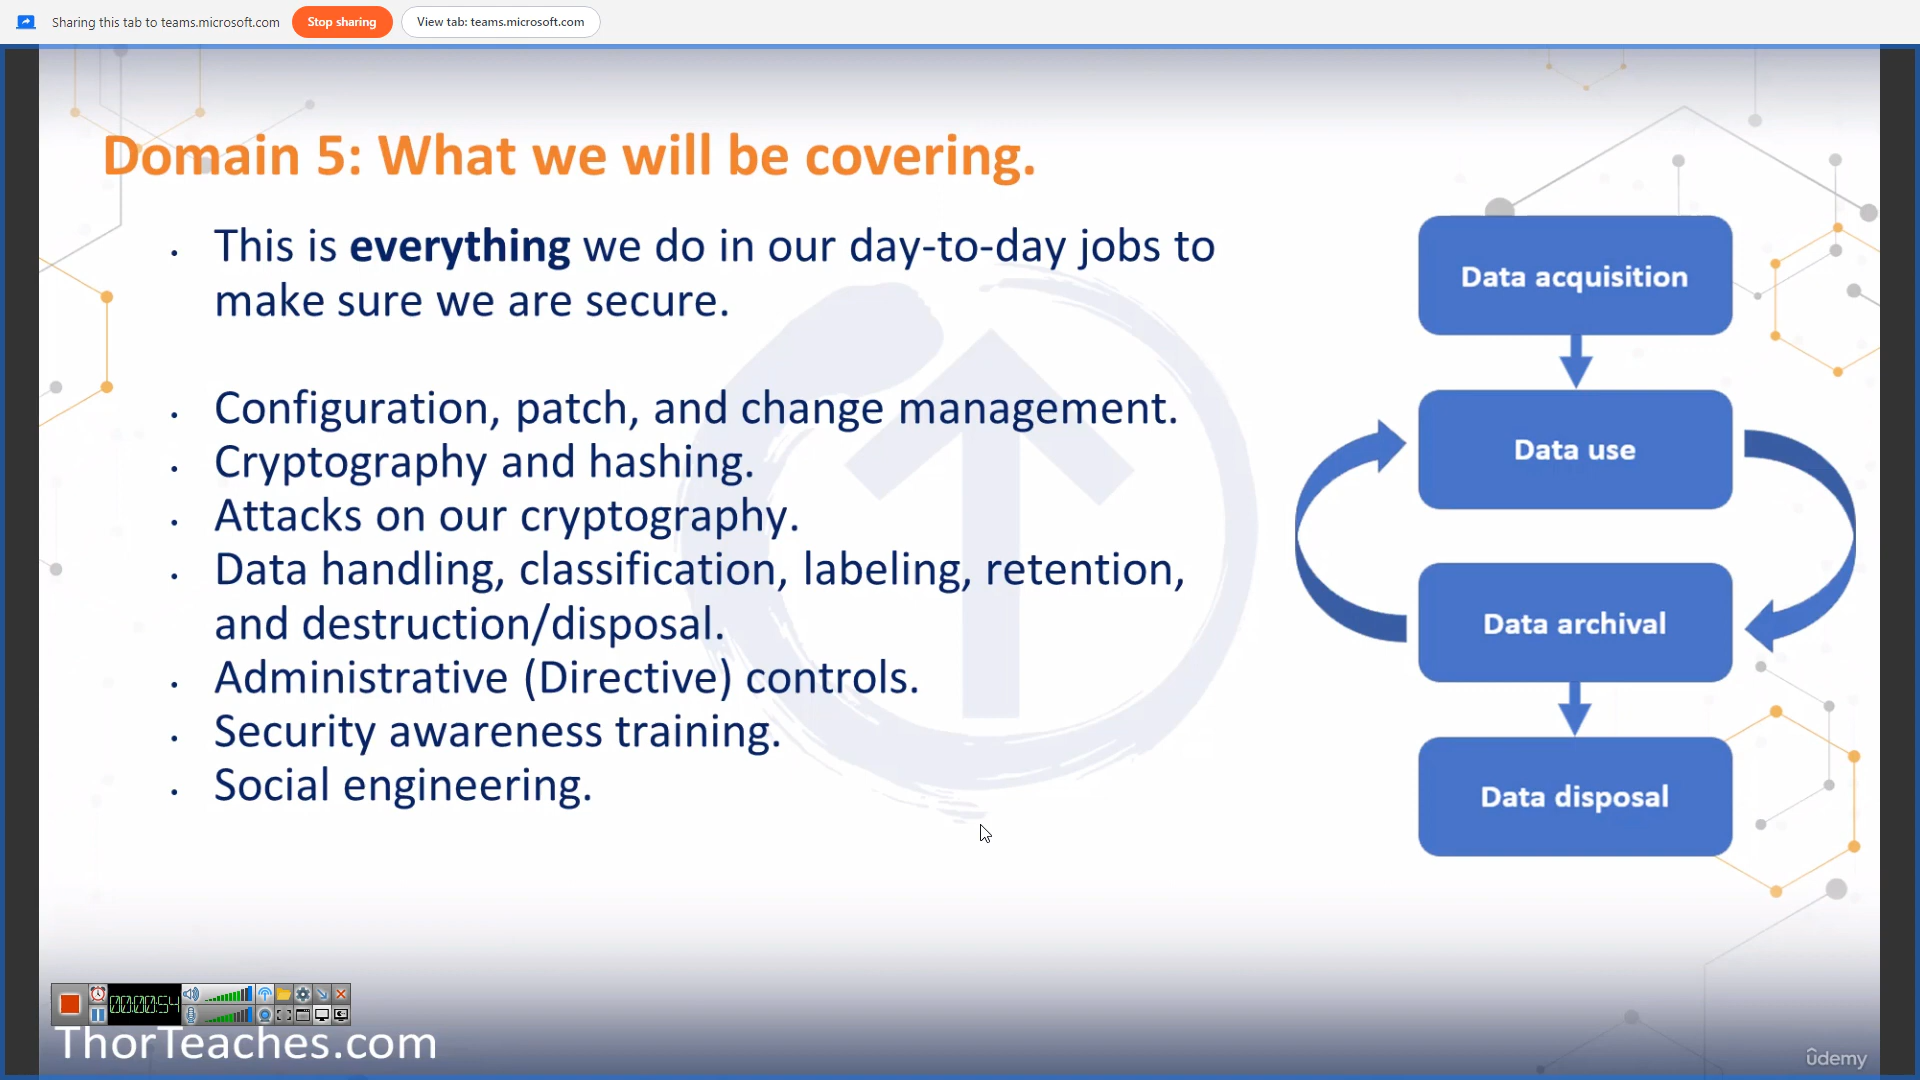 Sharing this tab to teams.microsoft.com
Stop sharing
View tab: teams.microsoft.com
Domain 5: What we will be covering.
• This is everything we do in our day-to-day jobs to
make sure we are secure.
• Configuration, patch, and change management.
• Cryptography and hashing.
• Attacks on our cryptography.
• Data handling, classification, labeling, retention,
and destruction/disposal.
• Administrative (Directive) controls.
• Security awareness training.
• Social engineering.
Data acquisition
Data use
Data archival
Data disposal
00:00:54
ThorTeaches.com
ûdemy